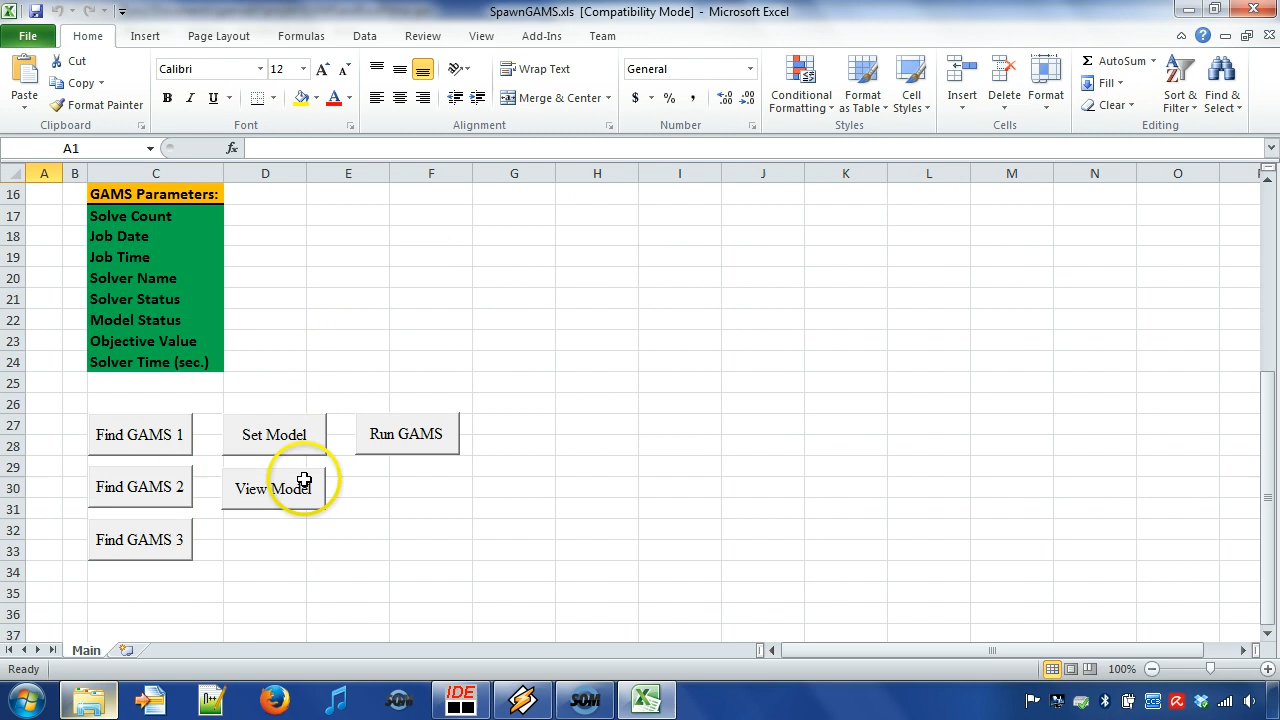 SpawnGAMS.xls [Compatibility Mode] - Microsoft Excel
File Home Insert Page Layout Formulas Data Review View Add-Ins Team
Paste
Cut
Copy
Format Painter
Clipboard
Calibri 12
B I U A
Font
Wrap Text
Merge & Center
Alignment
General
$ % ,
Number
Conditional Formatting
Format as Table
Cell Styles
Styles
Insert Delete Format
Cells
AutoSum
Fill
Clear
Sort & Filter
Find & Select
Editing
A1 fx
A B C D E F G H I J K L M N O
16 GAMS Parameters:
17 Solve Count
18 Job Date
19 Job Time
20 Solver Name
21 Solver Status
22 Model Status
23 Objective Value
24 Solver Time (sec.)
25
26
27
28
29
30
31
32
33
34
35
36
37
Find GAMS 1 Set Model Run GAMS
Find GAMS 2 View Model
Find GAMS 3
Main
Ready 100%
IDE